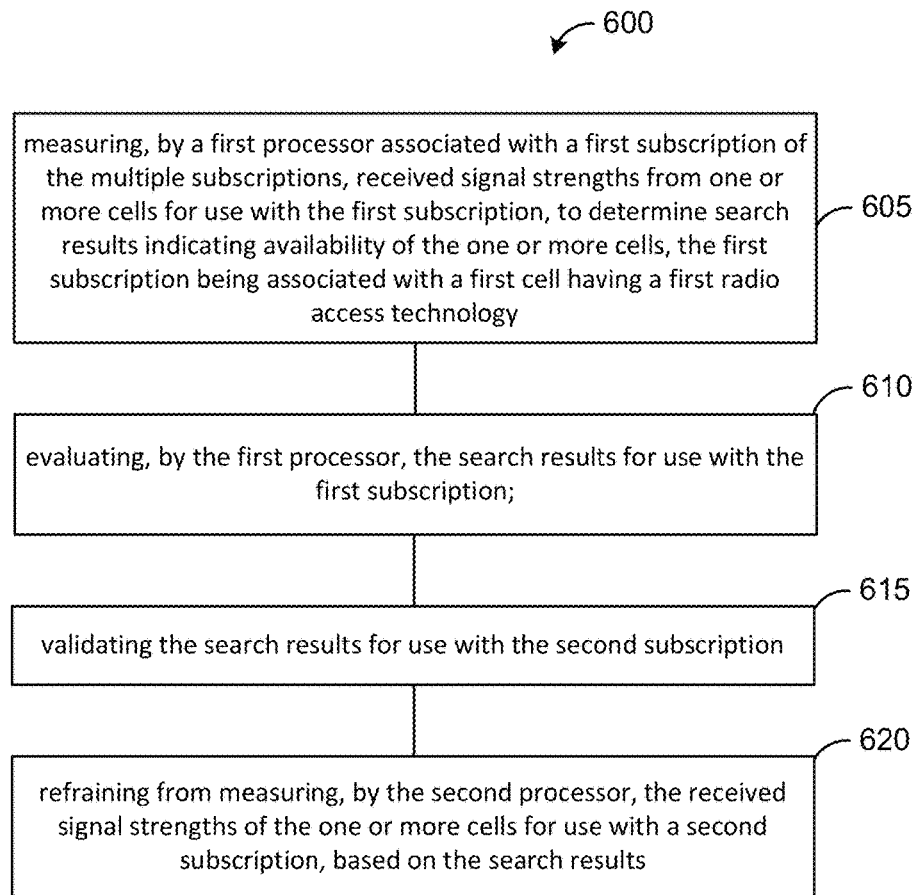 600
measuring, by a first processor associated with a first subscription of
the multiple subscriptions, received signal strengths from one or
more cells for use with the first subscription, to determine search
results indicating availability of the one or more cells, the first
subscription being associated with a first cell having a first radio
access technology
605
610
evaluating, by the first processor, the search results for use with the
first subscription;
615
validating the search results for use with the second subscription
620
refraining from measuring, by the second processor, the received
signal strengths of the one or more cells for use with a second
subscription, based on the search results